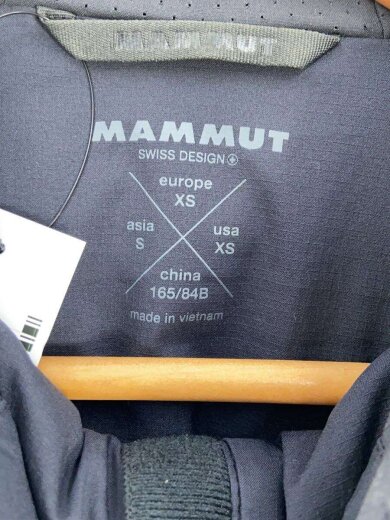 MAMMUT
MAMMUT
SWISS DESIGN
europe
XS
asia
S
usa
XS
china
165/84B
made in vietnam